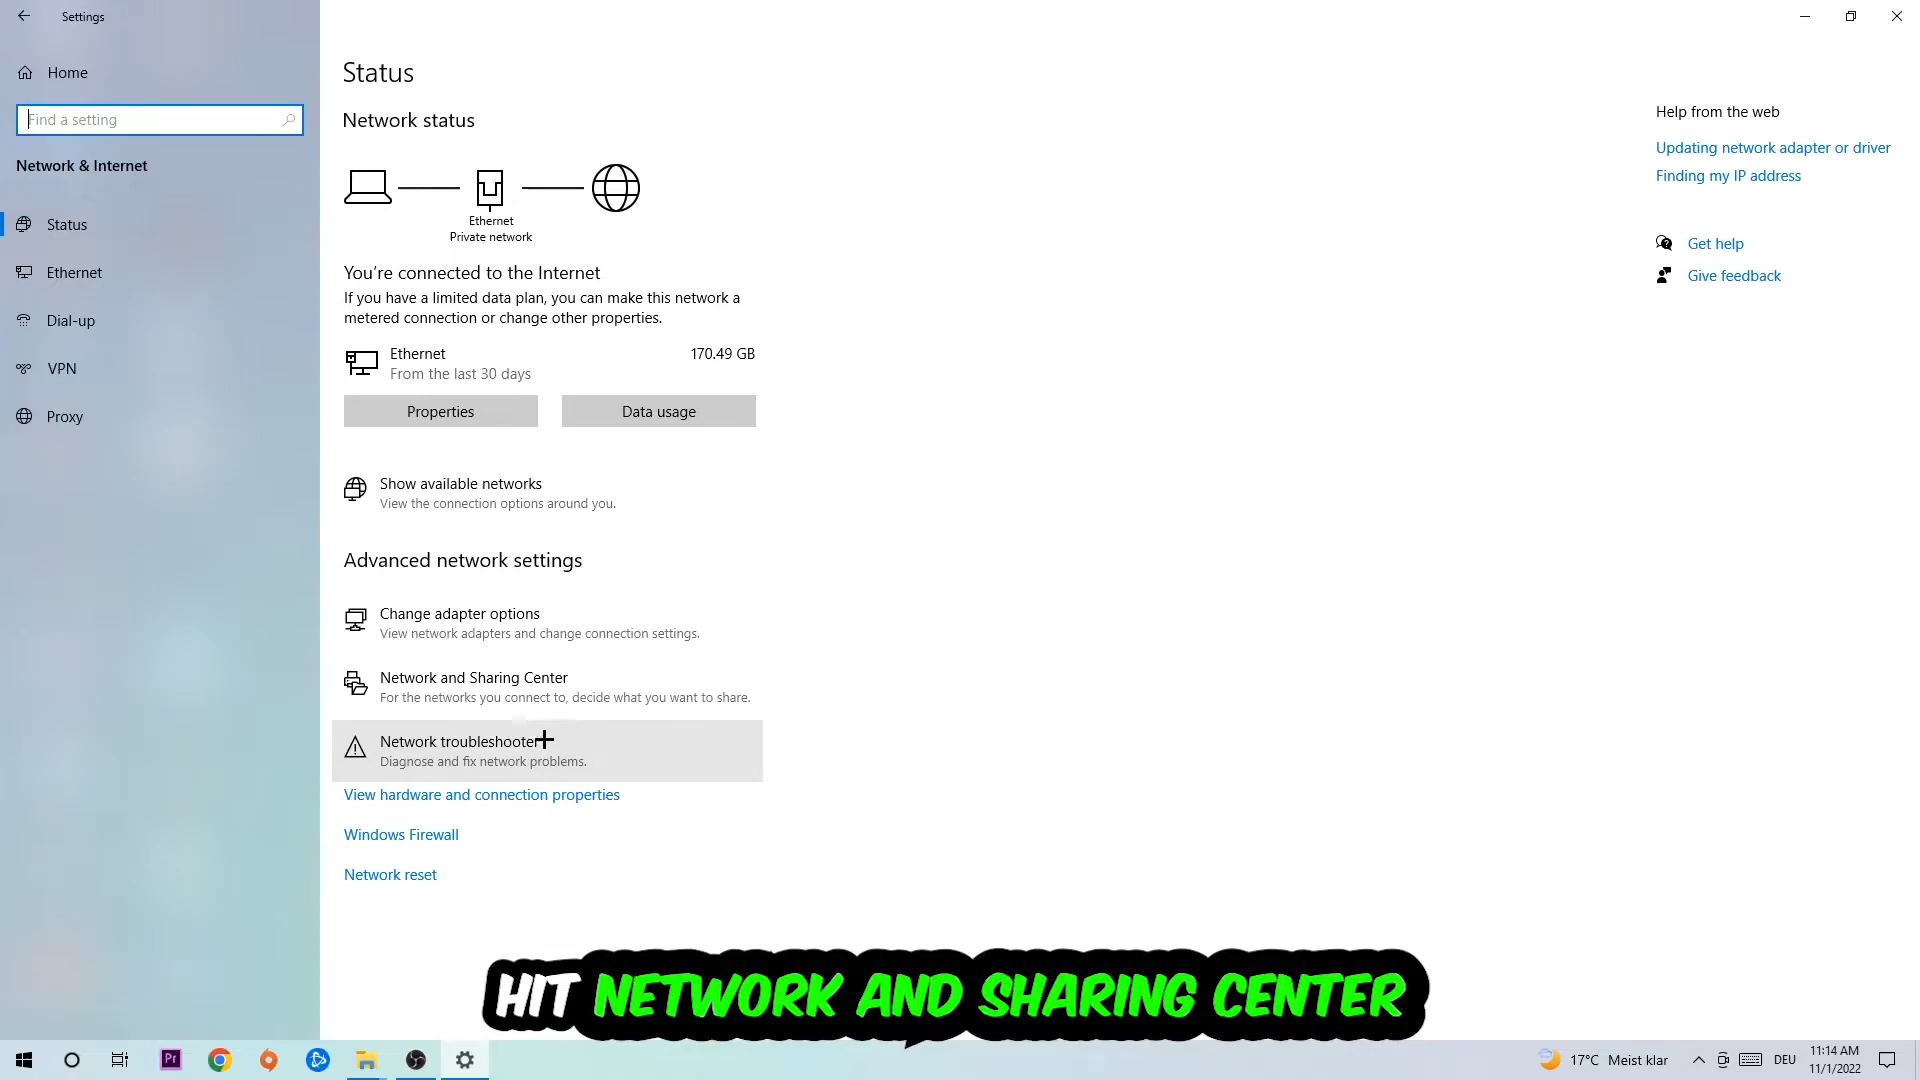 Settings
Home
Find a setting
Network & Internet
Status
Ethernet
Dial-up
VPN
Proxy
Status
Network status
Ethernet
Private network
You're connected to the Internet
If you have a limited data plan, you can make this network a
metered connection or change other properties.
Ethernet 170.49 GB
From the last 30 days
Properties Data usage
Show available networks
View the connection options around you.
Advanced network settings
Change adapter options
View network adapters and change connection settings.
Network and Sharing Center
For the networks you connect to, decide what you want to share.
Network troubleshooter
Diagnose and fix network problems.
View hardware and connection properties
Windows Firewall
Network reset
Help from the web
Updating network adapter or driver
Finding my IP address
Get help
Give feedback
HIT NETWORK AND SHARING CENTER
Pr
17°C Meist klar DEU 11:14 AM
11/1/2022